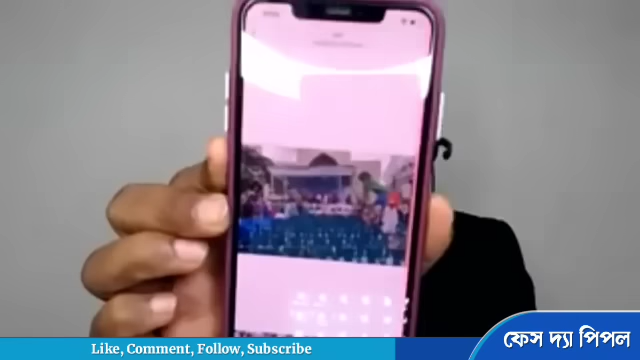 Like, Comment, Follow, Subscribe
ফেস দ্যা পিপল